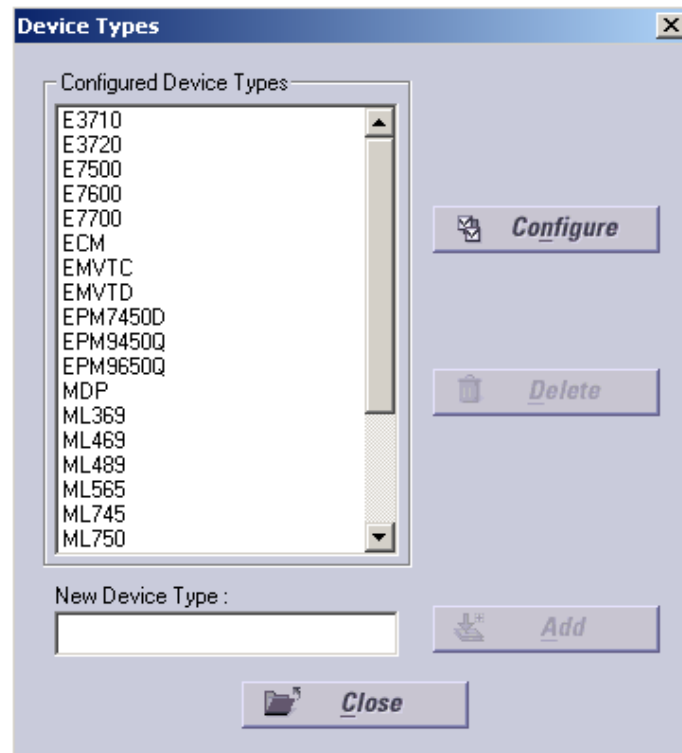 Device Types
Configured Device Types
E3710
E3720
E7500
E7600
E7700
ECM
EMVTC
EMVTD
EPM7450D
EPM9450Q
EPM9650Q
MDP
ML369
ML469
ML489
ML565
ML745
ML750
Configure
Delete
New Device Type :
Add
Close